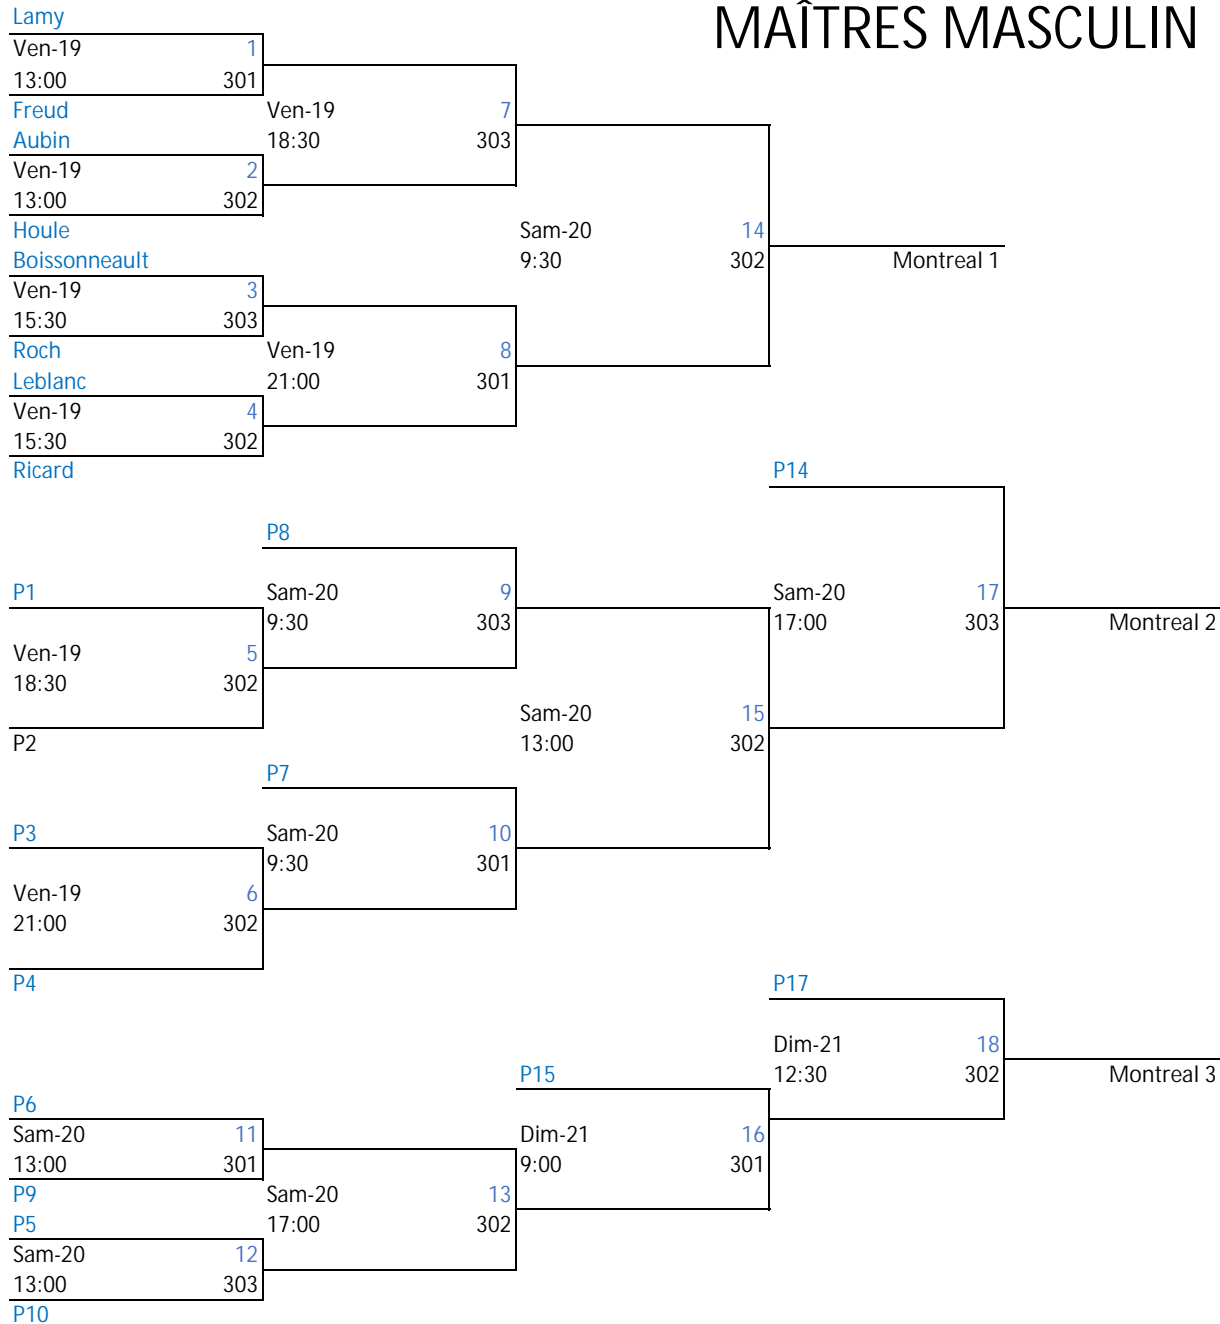 Lamy
MAÎTRES MASCULIN
Ven-19 1
13:00 301
Freud Ven-19 7
Aubin 18:30 303
Ven-19 2
13:00 302
Houle Sam-20 14
Boissonneault 9:30 302 Montreal 1
Ven-19 3
15:30 303
Roch Ven-19 8
Leblanc 21:00 301
Ven-19 4
15:30 302
Ricard P14
P8
P1 Sam-20 9 Sam-20 17
9:30 303 17:00 303 Montreal 2
Ven-19 5
18:30 302
Sam-20 15
P2 13:00 302
P7
P3 Sam-20 10
9:30 301
Ven-19 6
21:00 302
P4 P17
Dim-21 18
P15 12:30 302 Montreal 3
P6
Sam-20 11 Dim-21 16
13:00 301 9:00 301
P9 Sam-20 13
P5 17:00 302
Sam-20 12
13:00 303
P10